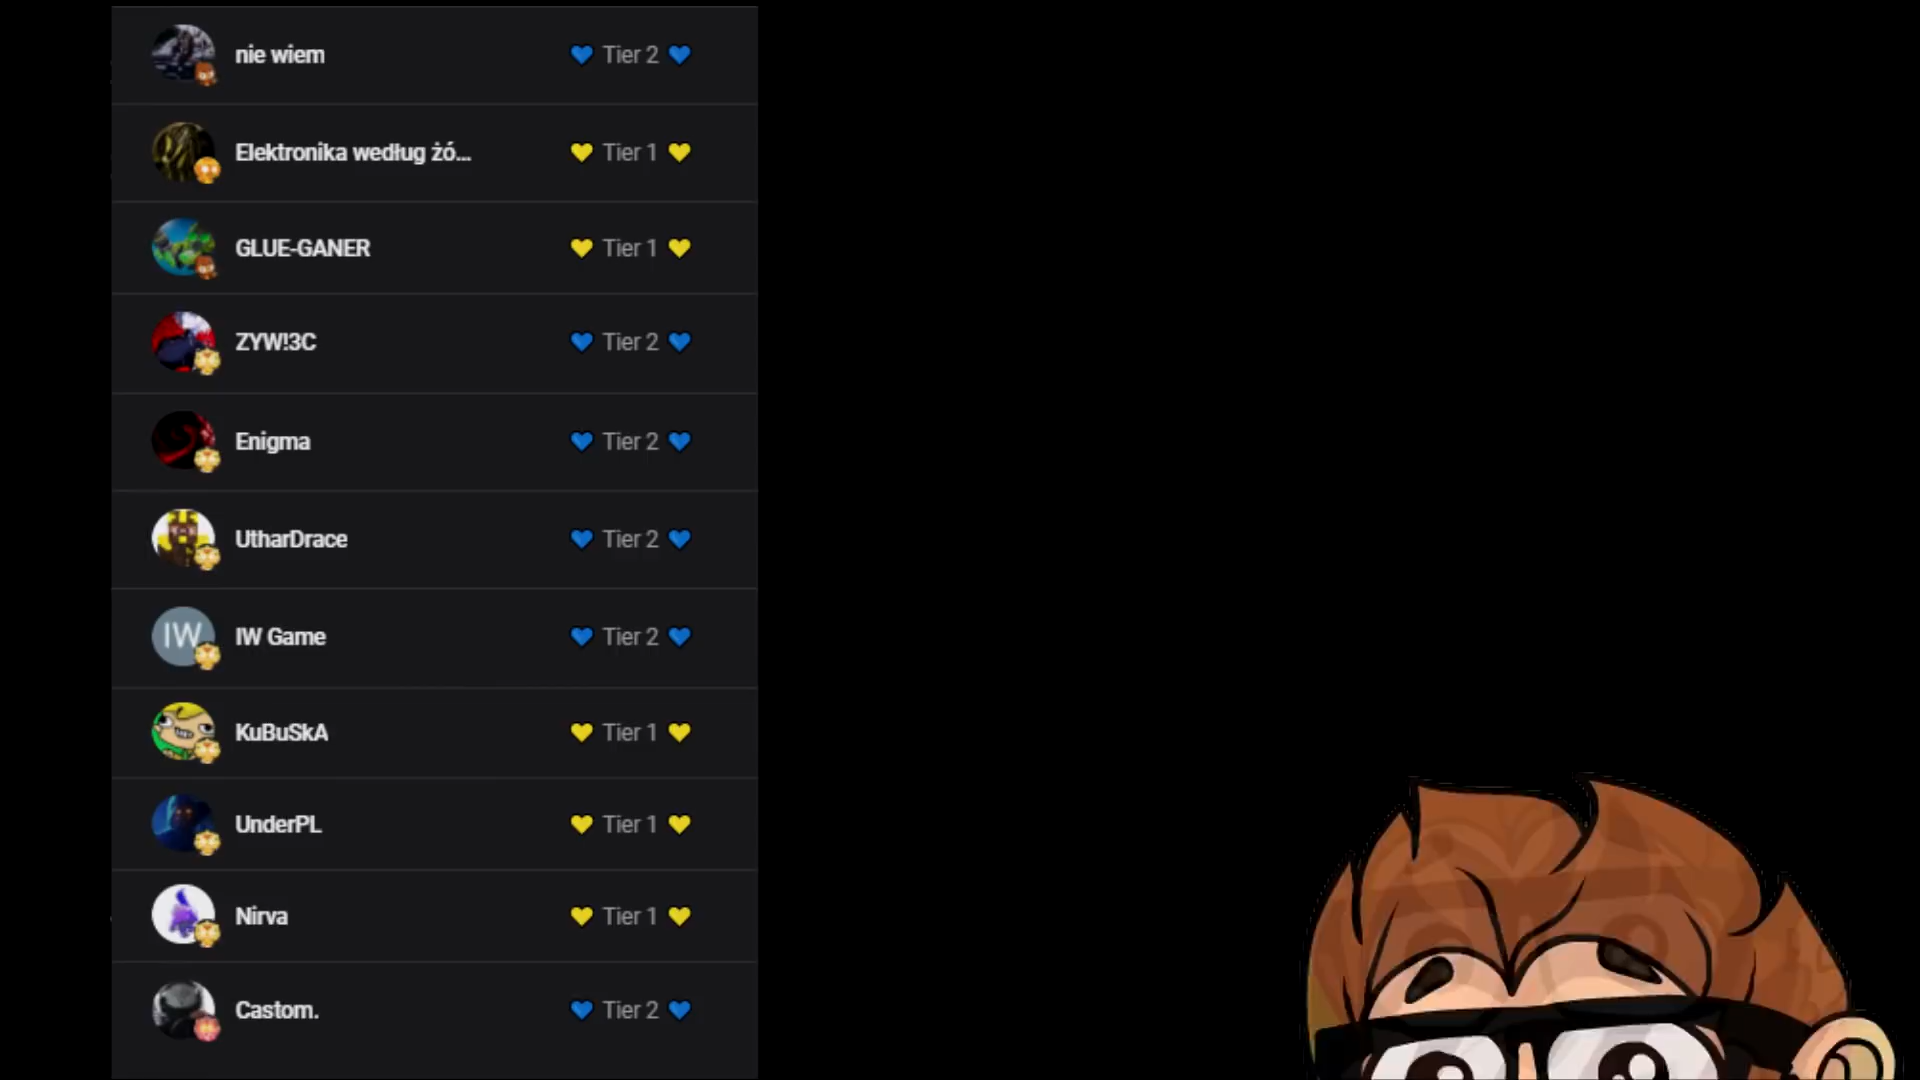 nie wiem 💙 Tier 2 💙
Elektronika według żó... 💛 Tier 1 💛
GLUE-GANER 💛 Tier 1 💛
ZYW!3C 💙 Tier 2 💙
Enigma 💙 Tier 2 💙
UtharDrace 💙 Tier 2 💙
IW IW Game 💙 Tier 2 💙
KuBuSkA 💛 Tier 1 💛
UnderPL 💛 Tier 1 💛
Nirva 💛 Tier 1 💛
Castom. 💙 Tier 2 💙